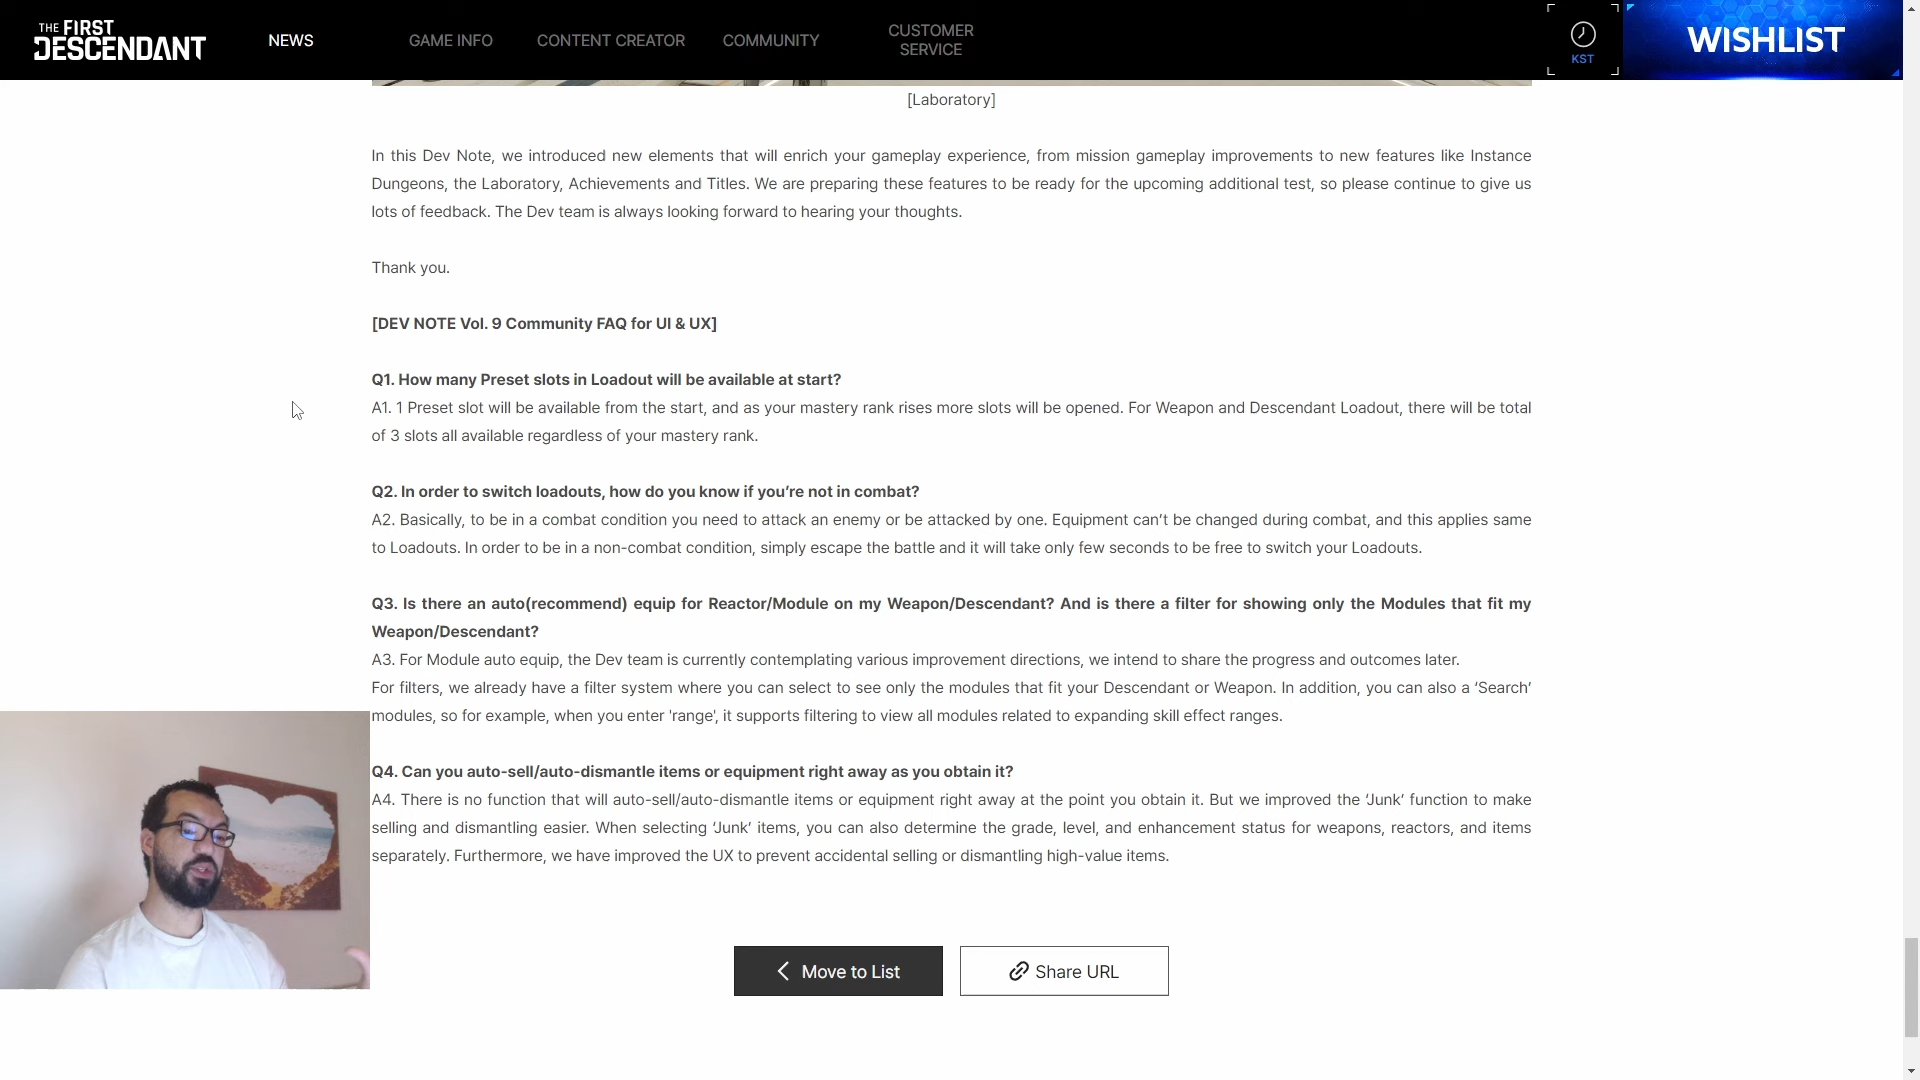 THE FIRST
DESCENDANT
NEWS
GAME INFO
CONTENT CREATOR
COMMUNITY
CUSTOMER
SERVICE
KST
WISHLIST
[Laboratory]
In this Dev Note, we introduced new elements that will enrich your gameplay experience, from mission gameplay improvements to new features like Instance
Dungeons, the Laboratory, Achievements and Titles. We are preparing these features to be ready for the upcoming additional test, so please continue to give us
lots of feedback. The Dev team is always looking forward to hearing your thoughts.
Thank you.
[DEV NOTE Vol. 9 Community FAQ for UI & UX]
Q1. How many Preset slots in Loadout will be available at start?
A1. 1 Preset slot will be available from the start, and as your mastery rank rises more slots will be opened. For Weapon and Descendant Loadout, there will be total
of 3 slots all available regardless of your mastery rank.
Q2. In order to switch loadouts, how do you know if you’re not in combat?
A2. Basically, to be in a combat condition you need to attack an enemy or be attacked by one. Equipment can’t be changed during combat, and this applies same
to Loadouts. In order to be in a non-combat condition, simply escape the battle and it will take only few seconds to be free to switch your Loadouts.
Q3. Is there an auto(recommend) equip for Reactor/Module on my Weapon/Descendant? And is there a filter for showing only the Modules that fit my
Weapon/Descendant?
A3. For Module auto equip, the Dev team is currently contemplating various improvement directions, we intend to share the progress and outcomes later.
For filters, we already have a filter system where you can select to see only the modules that fit your Descendant or Weapon. In addition, you can also a ‘Search’
modules, so for example, when you enter 'range', it supports filtering to view all modules related to expanding skill effect ranges.
Q4. Can you auto-sell/auto-dismantle items or equipment right away as you obtain it?
A4. There is no function that will auto-sell/auto-dismantle items or equipment right away at the point you obtain it. But we improved the ‘Junk’ function to make
selling and dismantling easier. When selecting ‘Junk’ items, you can also determine the grade, level, and enhancement status for weapons, reactors, and items
separately. Furthermore, we have improved the UX to prevent accidental selling or dismantling high-value items.
Move to List
Share URL